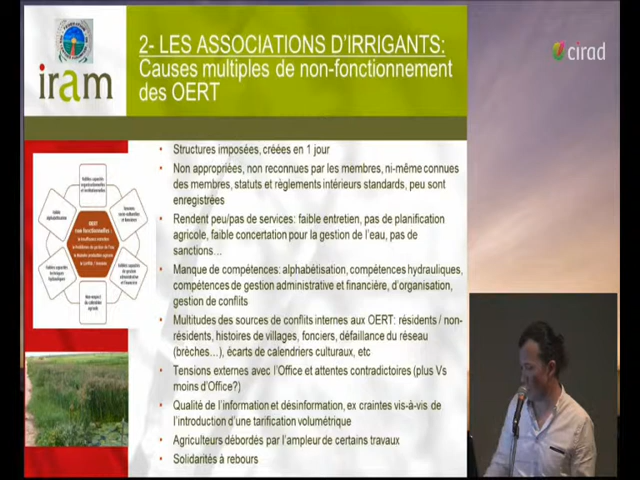 2- LES ASSOCIATIONS D'IRRIGANTS:
Causes multiples de non-fonctionnement
des OERT
iram
cirad
• Structures imposées, créées en 1 jour
• Non appropriées, non reconnues par les membres, ni-même connues
des membres, statuts et règlements intérieurs standards, peu sont
enregistrées
• Rendent peu/pas de services: faible entretien, pas de planification
agricole, faible concertation pour la gestion de l'eau, pas de
sanctions…
• Manque de compétences: alphabétisation, compétences hydrauliques,
compétences de gestion administrative et financière, d'organisation,
gestion de conflits
• Multitudes des sources de conflits internes aux OERT: résidents / non-
résidents, histoires de villages, fonciers, défaillance du réseau
(brèches…), écarts de calendriers culturaux, etc
• Tensions externes avec l'Office et attentes contradictoires (plus Vs
moins d'Office?)
• Qualité de l'information et désinformation, ex craintes vis-à-vis de
l'introduction d'une tarification volumétrique
• Agriculteurs débordés par l'ampleur de certains travaux
• Solidarités à rebours